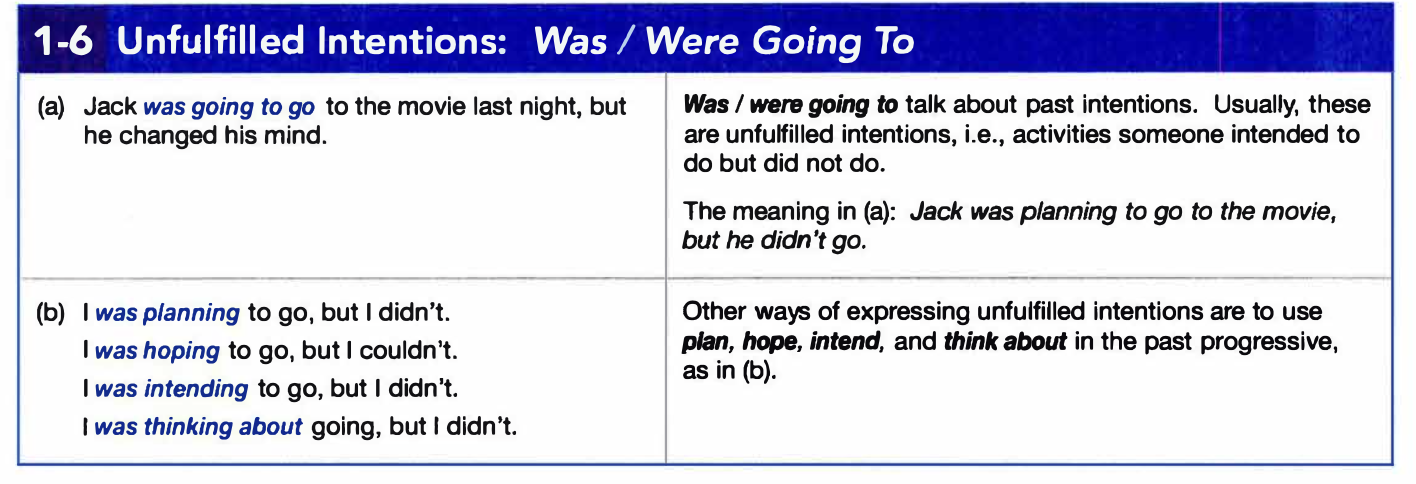 1-6 Unfulfilled Intentions: Was / Were Going To
(a) Jack was going to go to the movie last night, but
he changed his mind.
Was / were going to talk about past intentions. Usually, these
are unfulfilled intentions, i.e., activities someone intended to
do but did not do.
The meaning in (a): Jack was planning to go to the movie,
but he didn't go.
(b) I was planning to go, but I didn't.
I was hoping to go, but I couldn't.
I was intending to go, but I didn't.
I was thinking about going, but I didn't.
Other ways of expressing unfulfilled intentions are to use
plan, hope, intend, and think about in the past progressive,
as in (b).